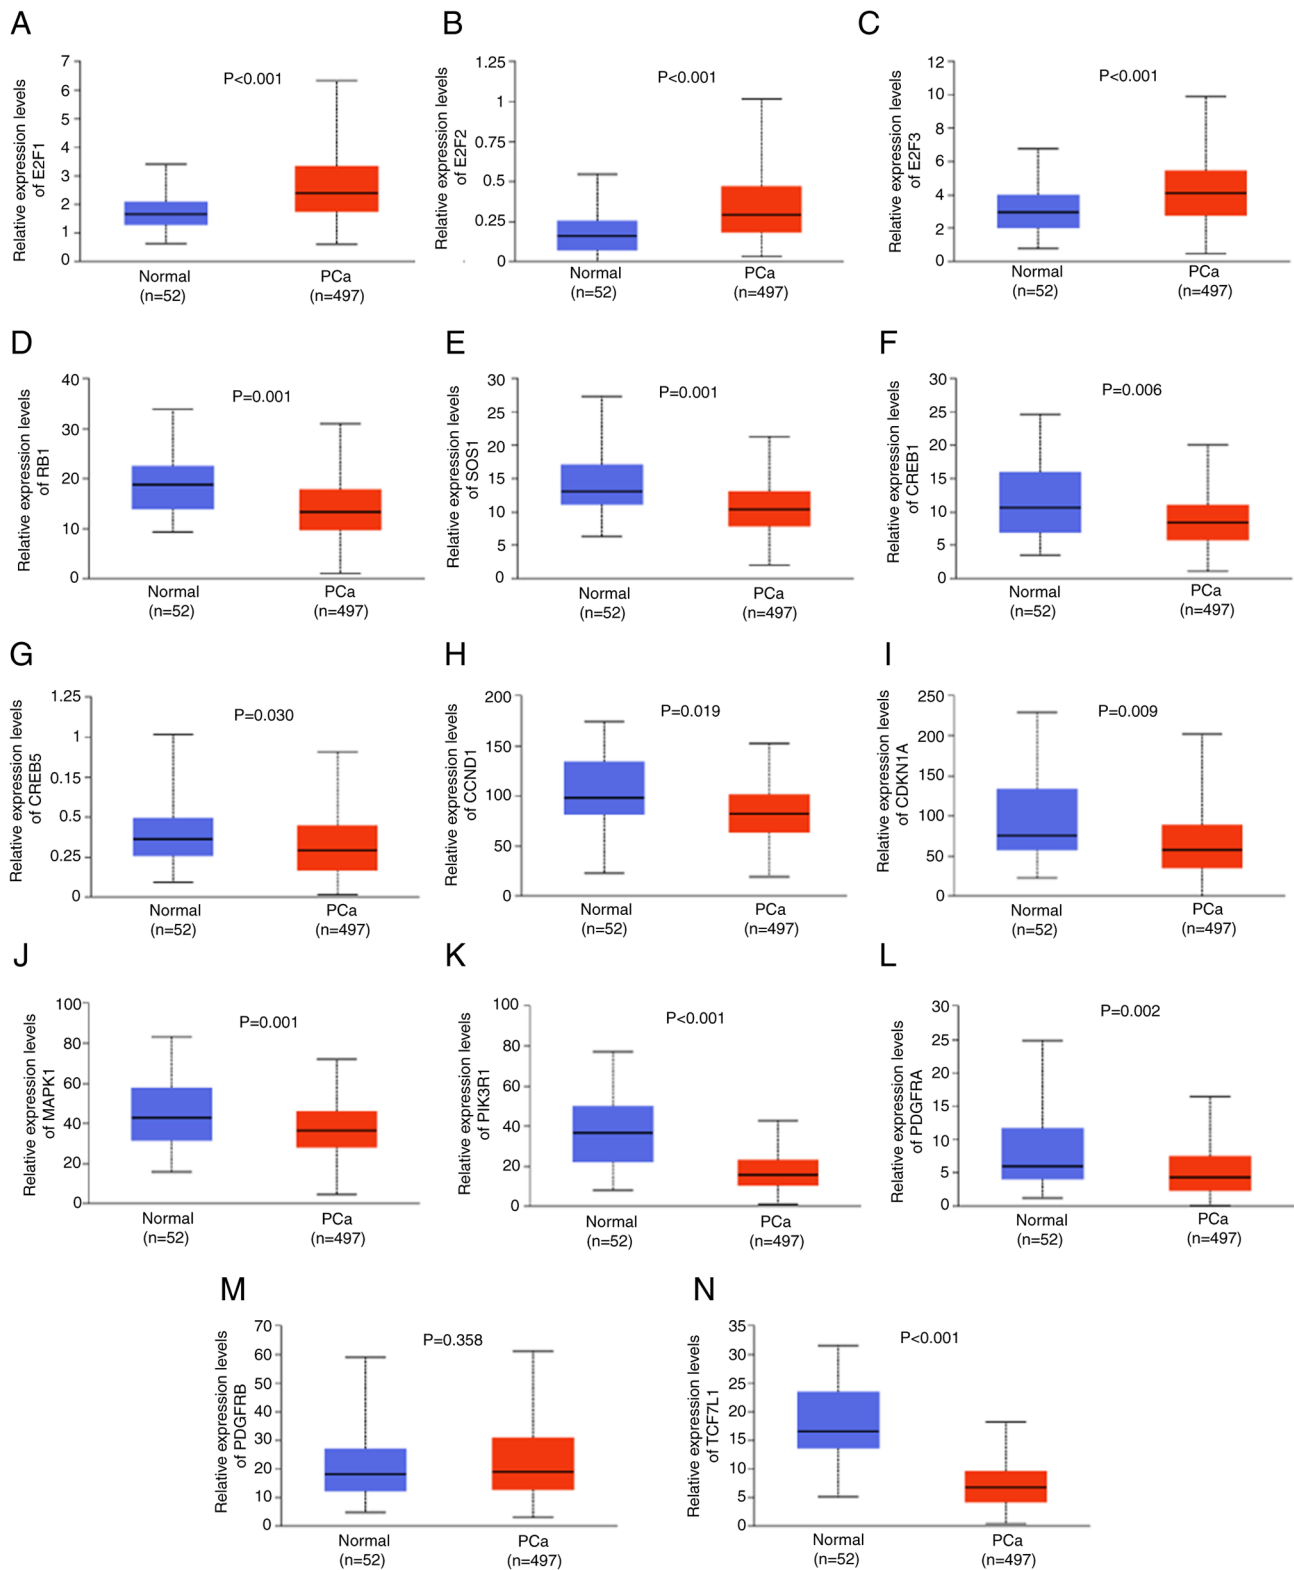 A
Relative expression levels
of E2F1
P<0.001
7
6
5
4
3
2
1
0
Normal
(n=52)
PCa
(n=497)
B
Relative expression levels
of E2F2
P<0.001
1.25
1
0.75
0.5
0.25
0
Normal
(n=52)
PCa
(n=497)
C
Relative expression levels
of E2F3
P<0.001
12
10
8
6
4
2
0
Normal
(n=52)
PCa
(n=497)
D
Relative expression levels
of RB1
P=0.001
40
30
20
10
0
Normal
(n=52)
PCa
(n=497)
E
Relative expression levels
of SOS1
P=0.001
30
25
20
15
10
5
0
Normal
(n=52)
PCa
(n=497)
F
Relative expression levels
of CREB1
P=0.006
30
25
20
15
10
5
0
Normal
(n=52)
PCa
(n=497)
G
Relative expression levels
of CREB5
P=0.030
1.25
1
0.15
0.5
0.25
0
Normal
(n=52)
PCa
(n=497)
H
Relative expression levels
of CCND1
P=0.019
200
150
100
50
0
Normal
(n=52)
PCa
(n=497)
I
Relative expression levels
of CDKN1A
P=0.009
250
200
150
100
50
0
Normal
(n=52)
PCa
(n=497)
J
Relative expression levels
of MAPK1
P=0.001
100
80
60
40
20
0
Normal
(n=52)
PCa
(n=497)
K
Relative expression levels
of PIK3R1
P<0.001
100
80
60
40
20
0
Normal
(n=52)
PCa
(n=497)
L
Relative expression levels
of PDGFRA
P=0.002
30
25
20
15
10
5
0
Normal
(n=52)
PCa
(n=497)
M
Relative expression levels
of PDGFRB
P=0.358
70
60
50
40
30
20
10
0
Normal
(n=52)
PCa
(n=497)
N
Relative expression levels
of TCF7L1
P<0.001
35
30
25
20
15
10
5
0
Normal
(n=52)
PCa
(n=497)